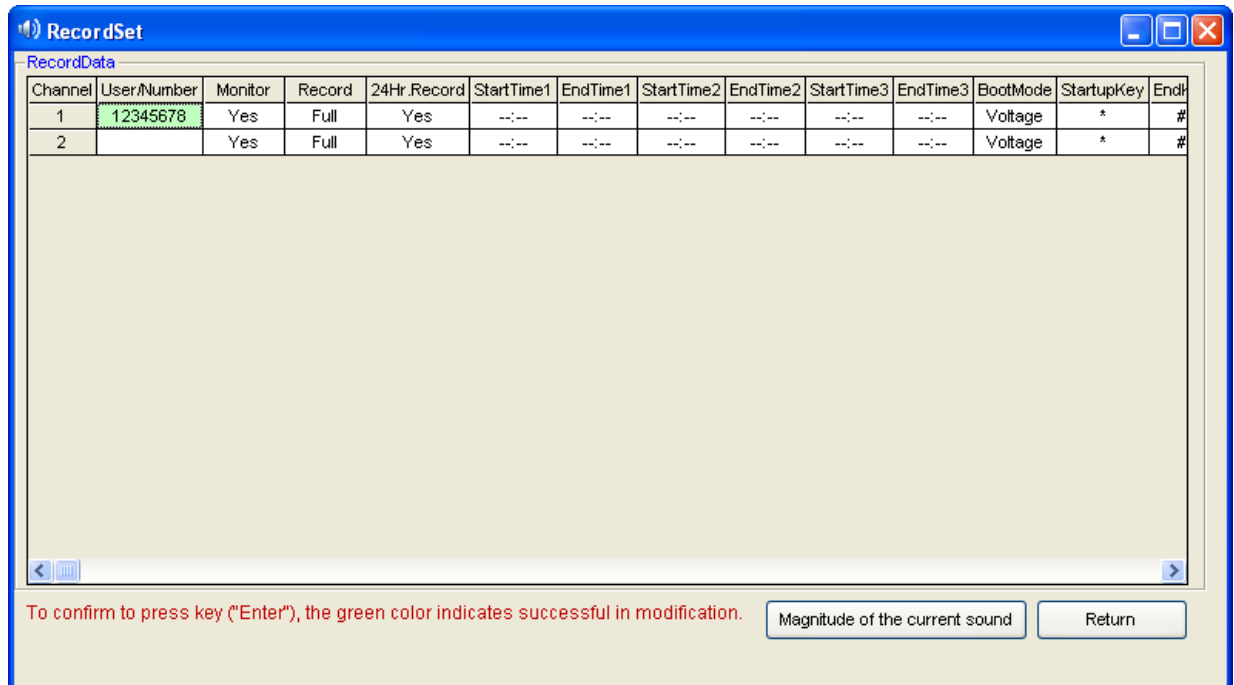 RecordSet
RecordData
Channel User/Number Monitor Record 24Hr.Record StartTime1 EndTime1 StartTime2 EndTime2 StartTime3 EndTime3 BootMode StartupKey
1 12345678 Yes Full Yes --:-- --:-- --:-- --:-- --:-- --:-- Voltage * #
2 Yes Full Yes --:-- --:-- --:-- --:-- --:-- --:-- Voltage * #
To confirm to press key ("Enter"), the green color indicates successful in modification. Magnitude of the current sound Return